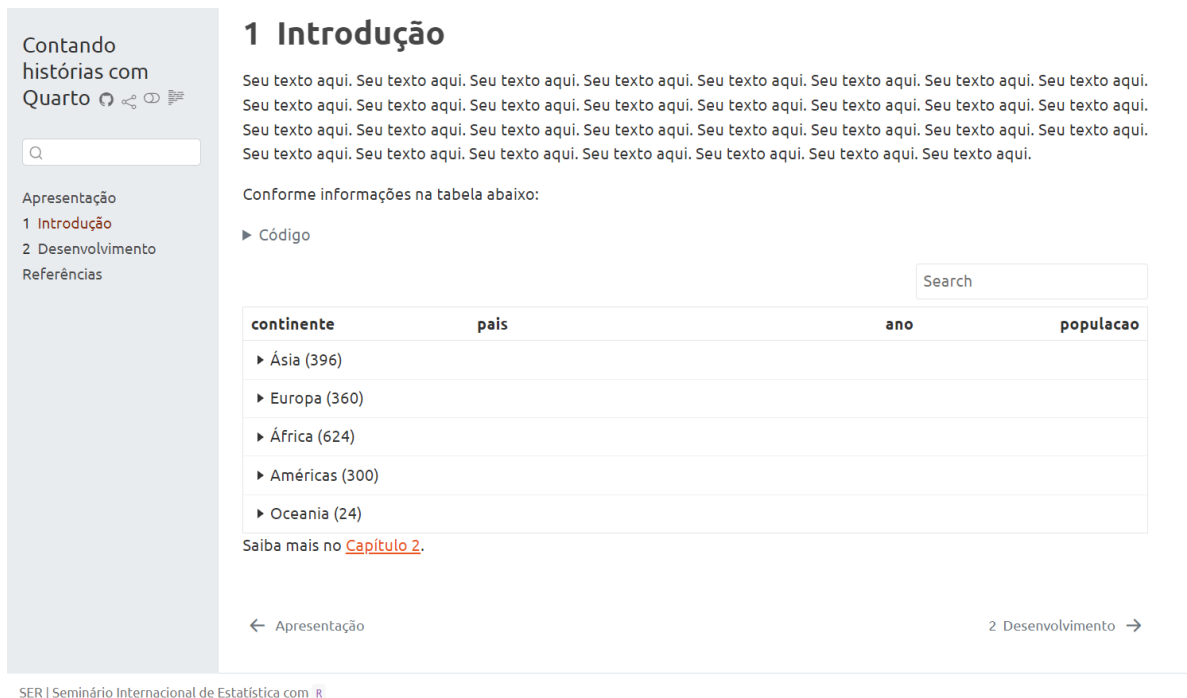 Contando
histórias com
Quarto
Apresentação
1 Introdução
2 Desenvolvimento
Referências
1 Introdução
Seu texto aqui. Seu texto aqui. Seu texto aqui. Seu texto aqui. Seu texto aqui. Seu texto aqui. Seu texto aqui. Seu texto aqui.
Seu texto aqui. Seu texto aqui. Seu texto aqui. Seu texto aqui. Seu texto aqui. Seu texto aqui. Seu texto aqui. Seu texto aqui.
Seu texto aqui. Seu texto aqui. Seu texto aqui. Seu texto aqui. Seu texto aqui. Seu texto aqui. Seu texto aqui. Seu texto aqui.
Seu texto aqui. Seu texto aqui. Seu texto aqui. Seu texto aqui. Seu texto aqui. Seu texto aqui. Seu texto aqui.
Conforme informações na tabela abaixo:
Código
Search
continente pais ano populacao
Ásia (396)
Europa (360)
África (624)
Américas (300)
Oceania (24)
Saiba mais no Capítulo 2.
Apresentação 2 Desenvolvimento
SER | Seminário Internacional de Estatística com R